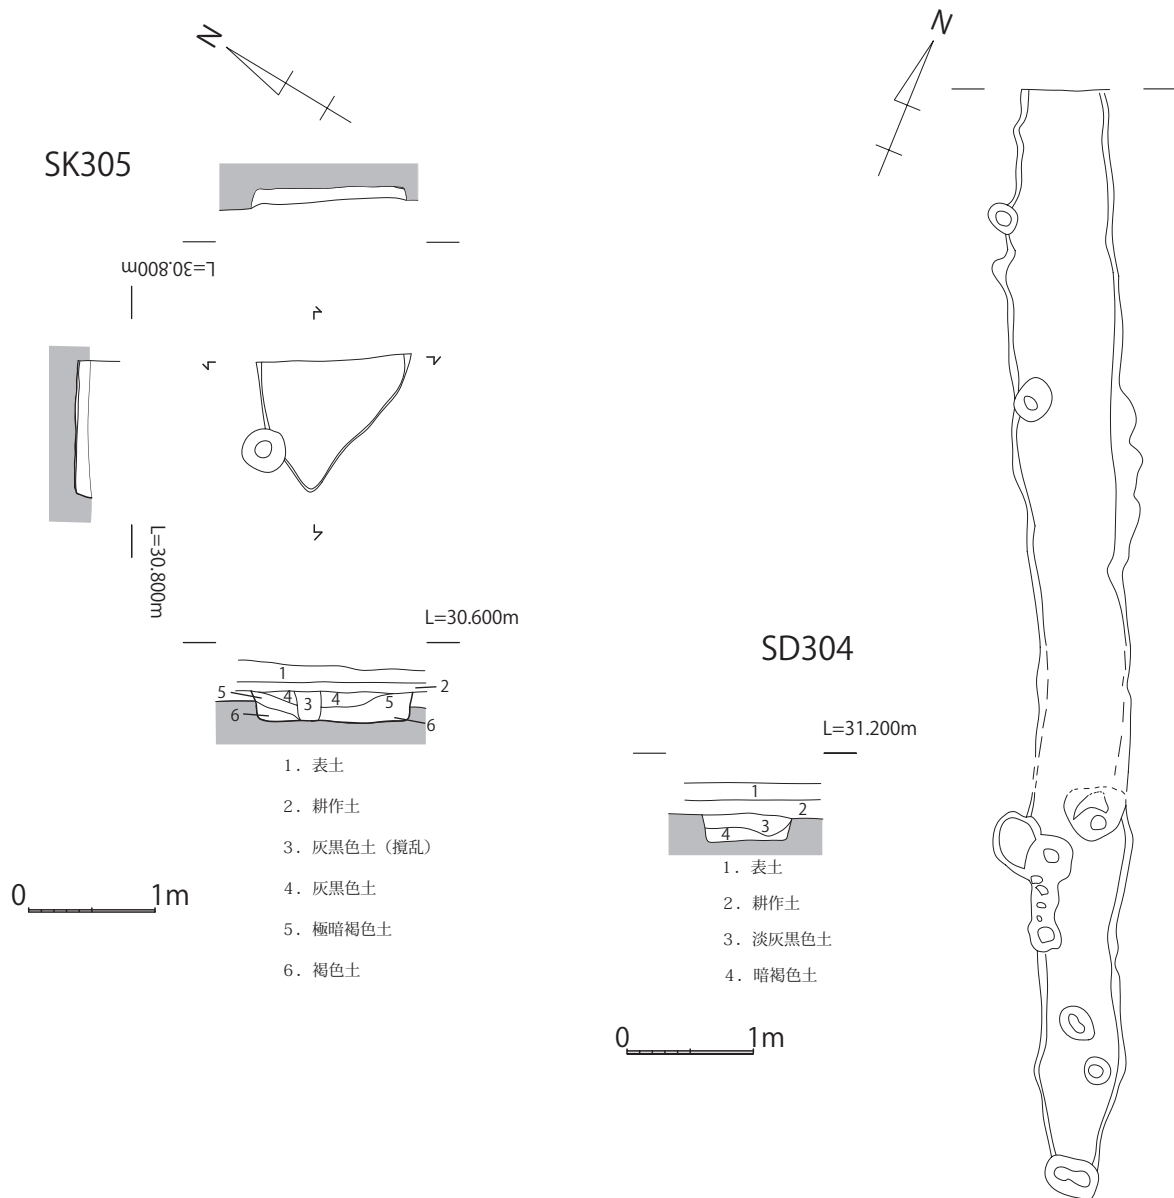 N
SK305
L=30.800m
L=30.800m
L=30.600m
1
2
5
4
3
4
5
6
6
1．表土
2．耕作土
3．灰黒色土（撹乱）
4．灰黒色土
5．極暗褐色土
6．褐色土
0 1m
N
SD304
L=31.200m
1
2
3
4
1．表土
2．耕作土
3．淡灰黒色土
4．暗褐色土
0 1m